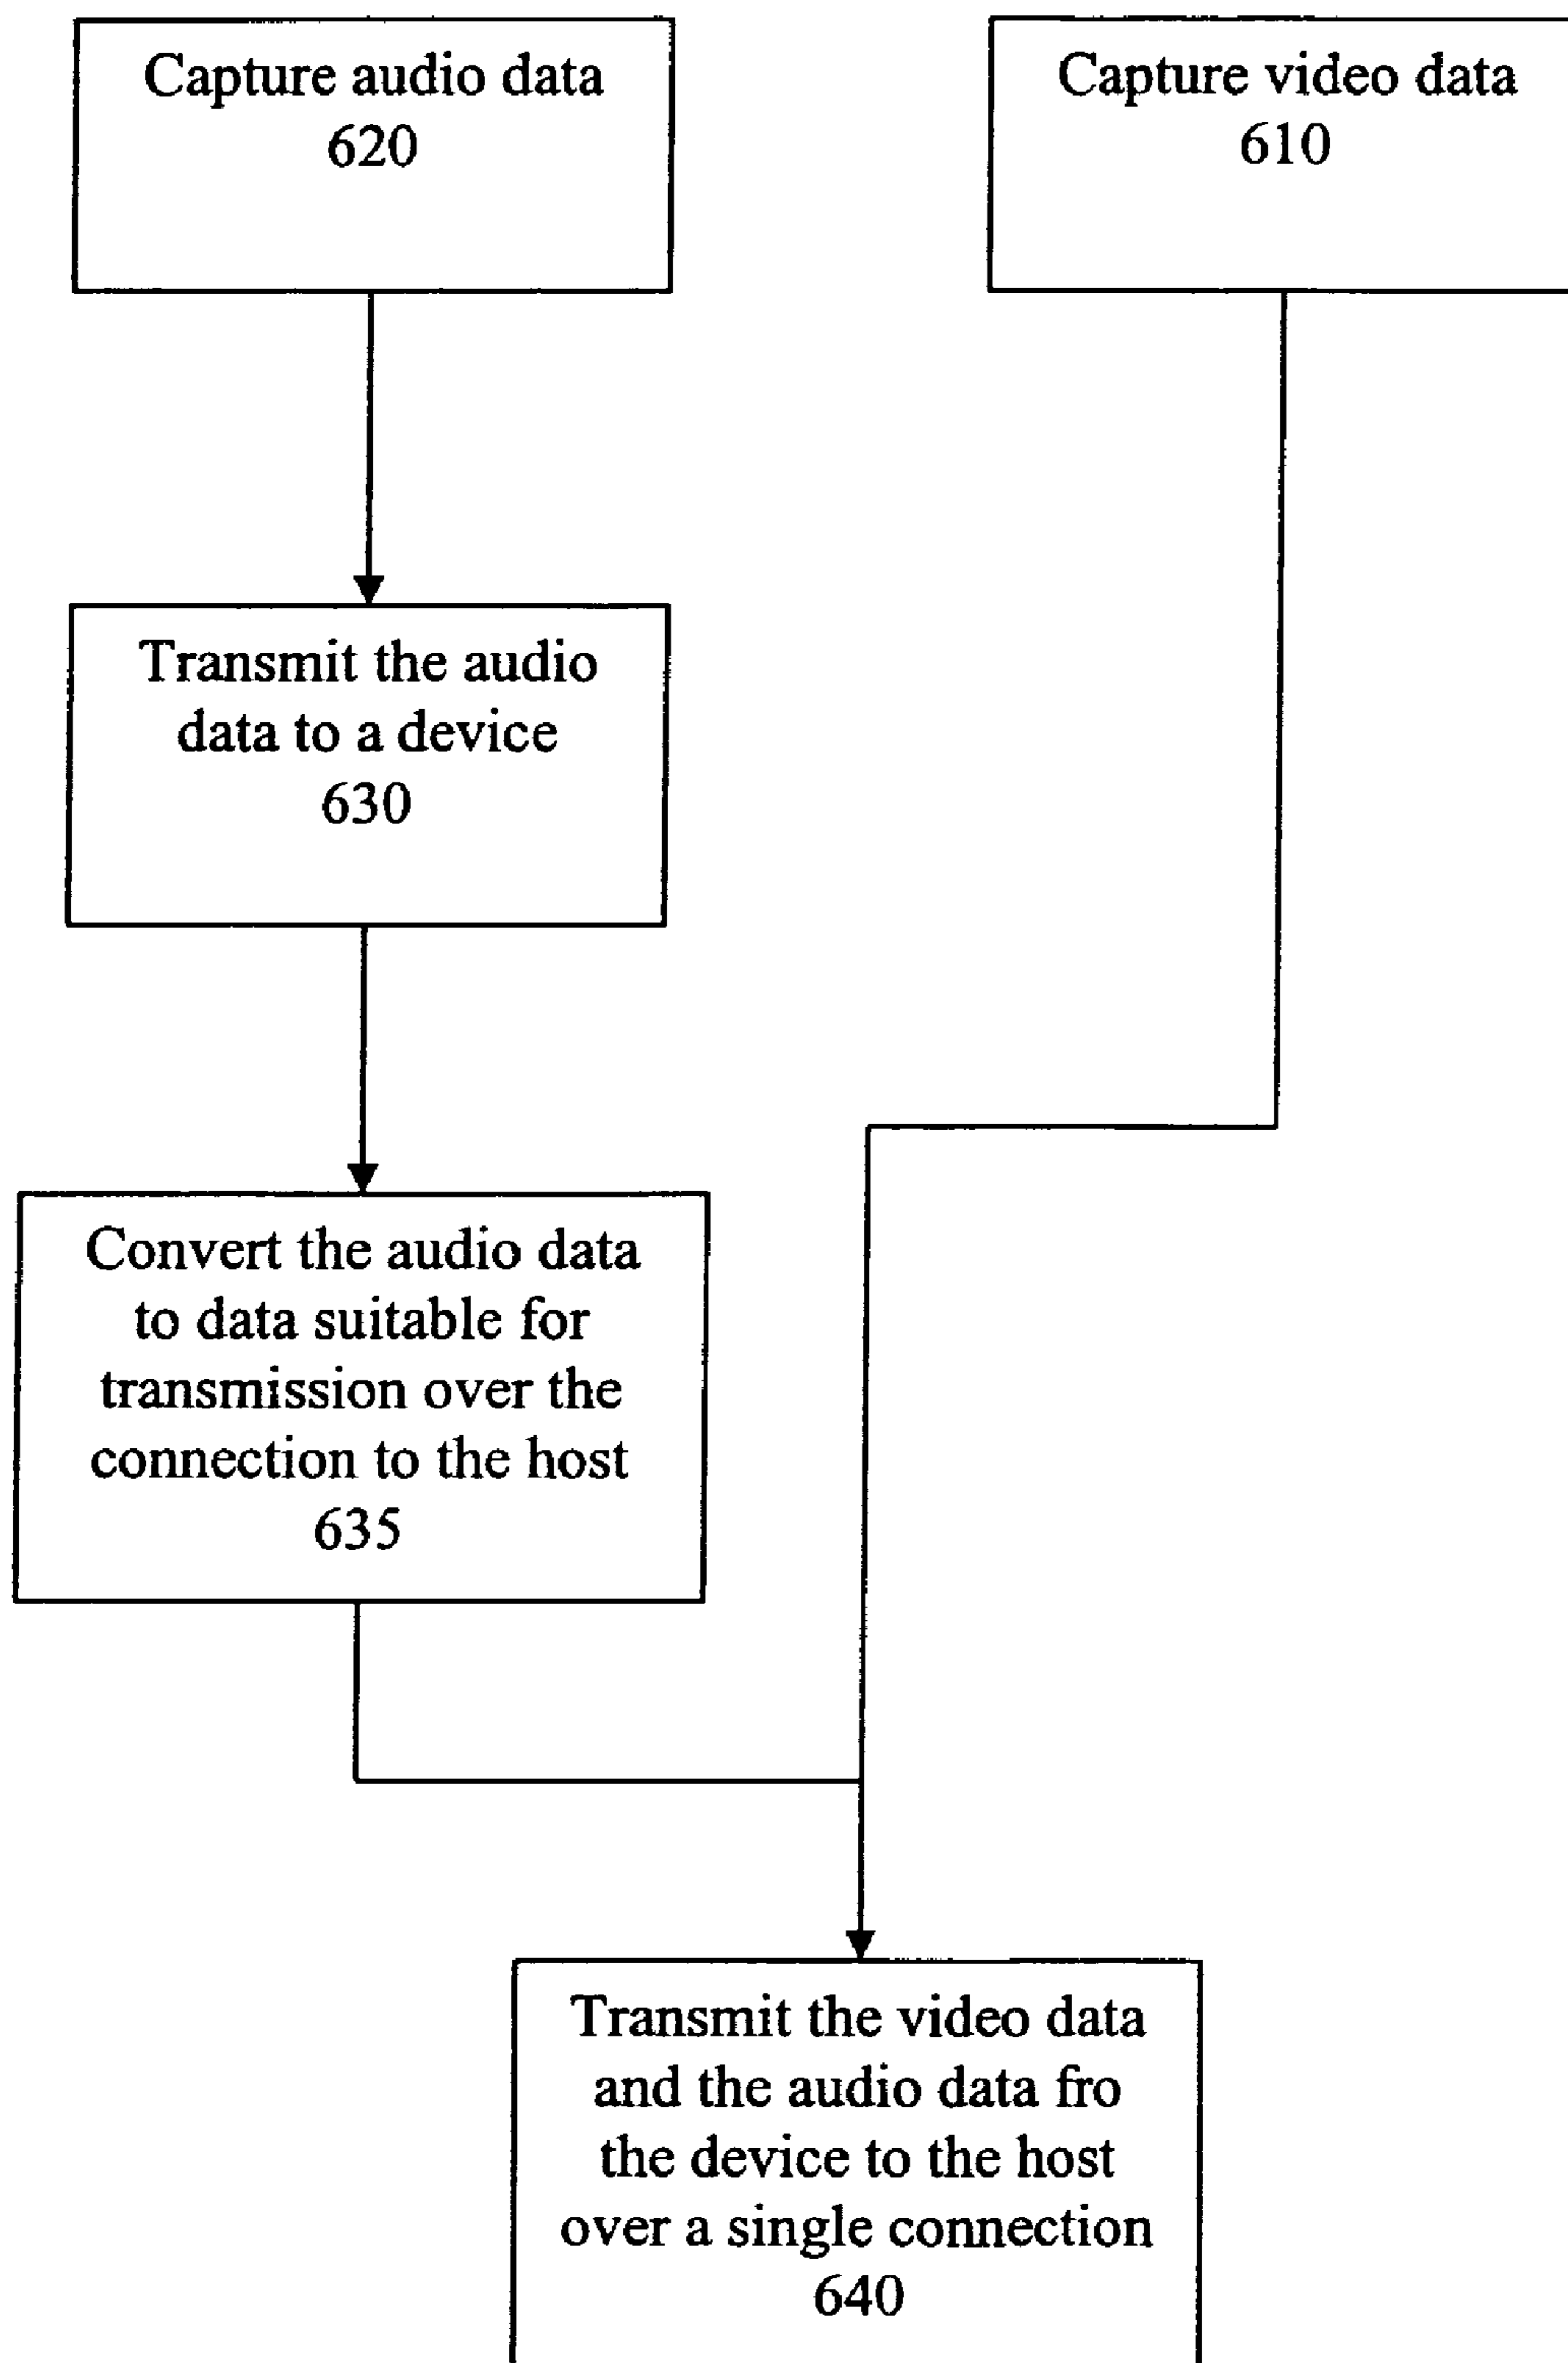 Capture audio data
620
Capture video data
610
Transmit the audio
data to a device
630
Convert the audio data
to data suitable for
transmission over the
connection to the host
635
Transmit the video data
and the audio data fro
the device to the host
over a single connection
640